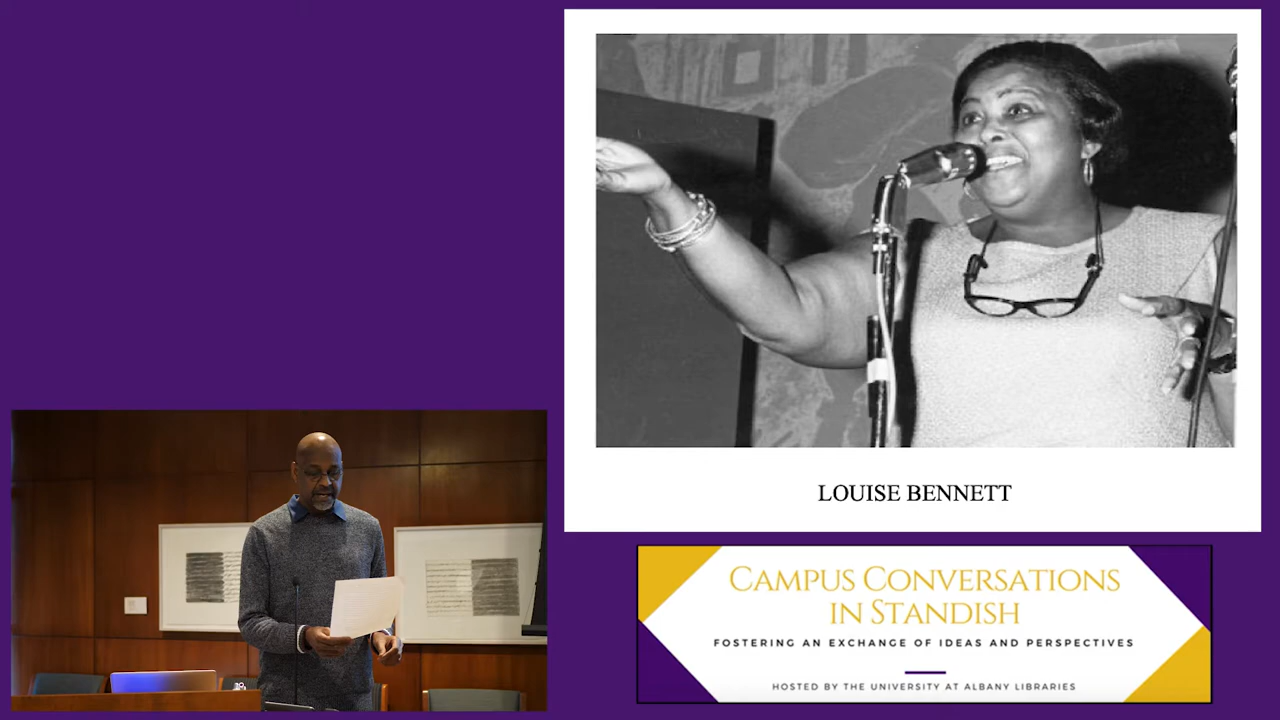 LOUISE BENNETT
CAMPUS CONVERSATIONS
IN STANDISH
FOSTERING AN EXCHANGE OF IDEAS AND PERSPECTIVES
HOSTED BY THE UNIVERSITY AT ALBANY LIBRARIES